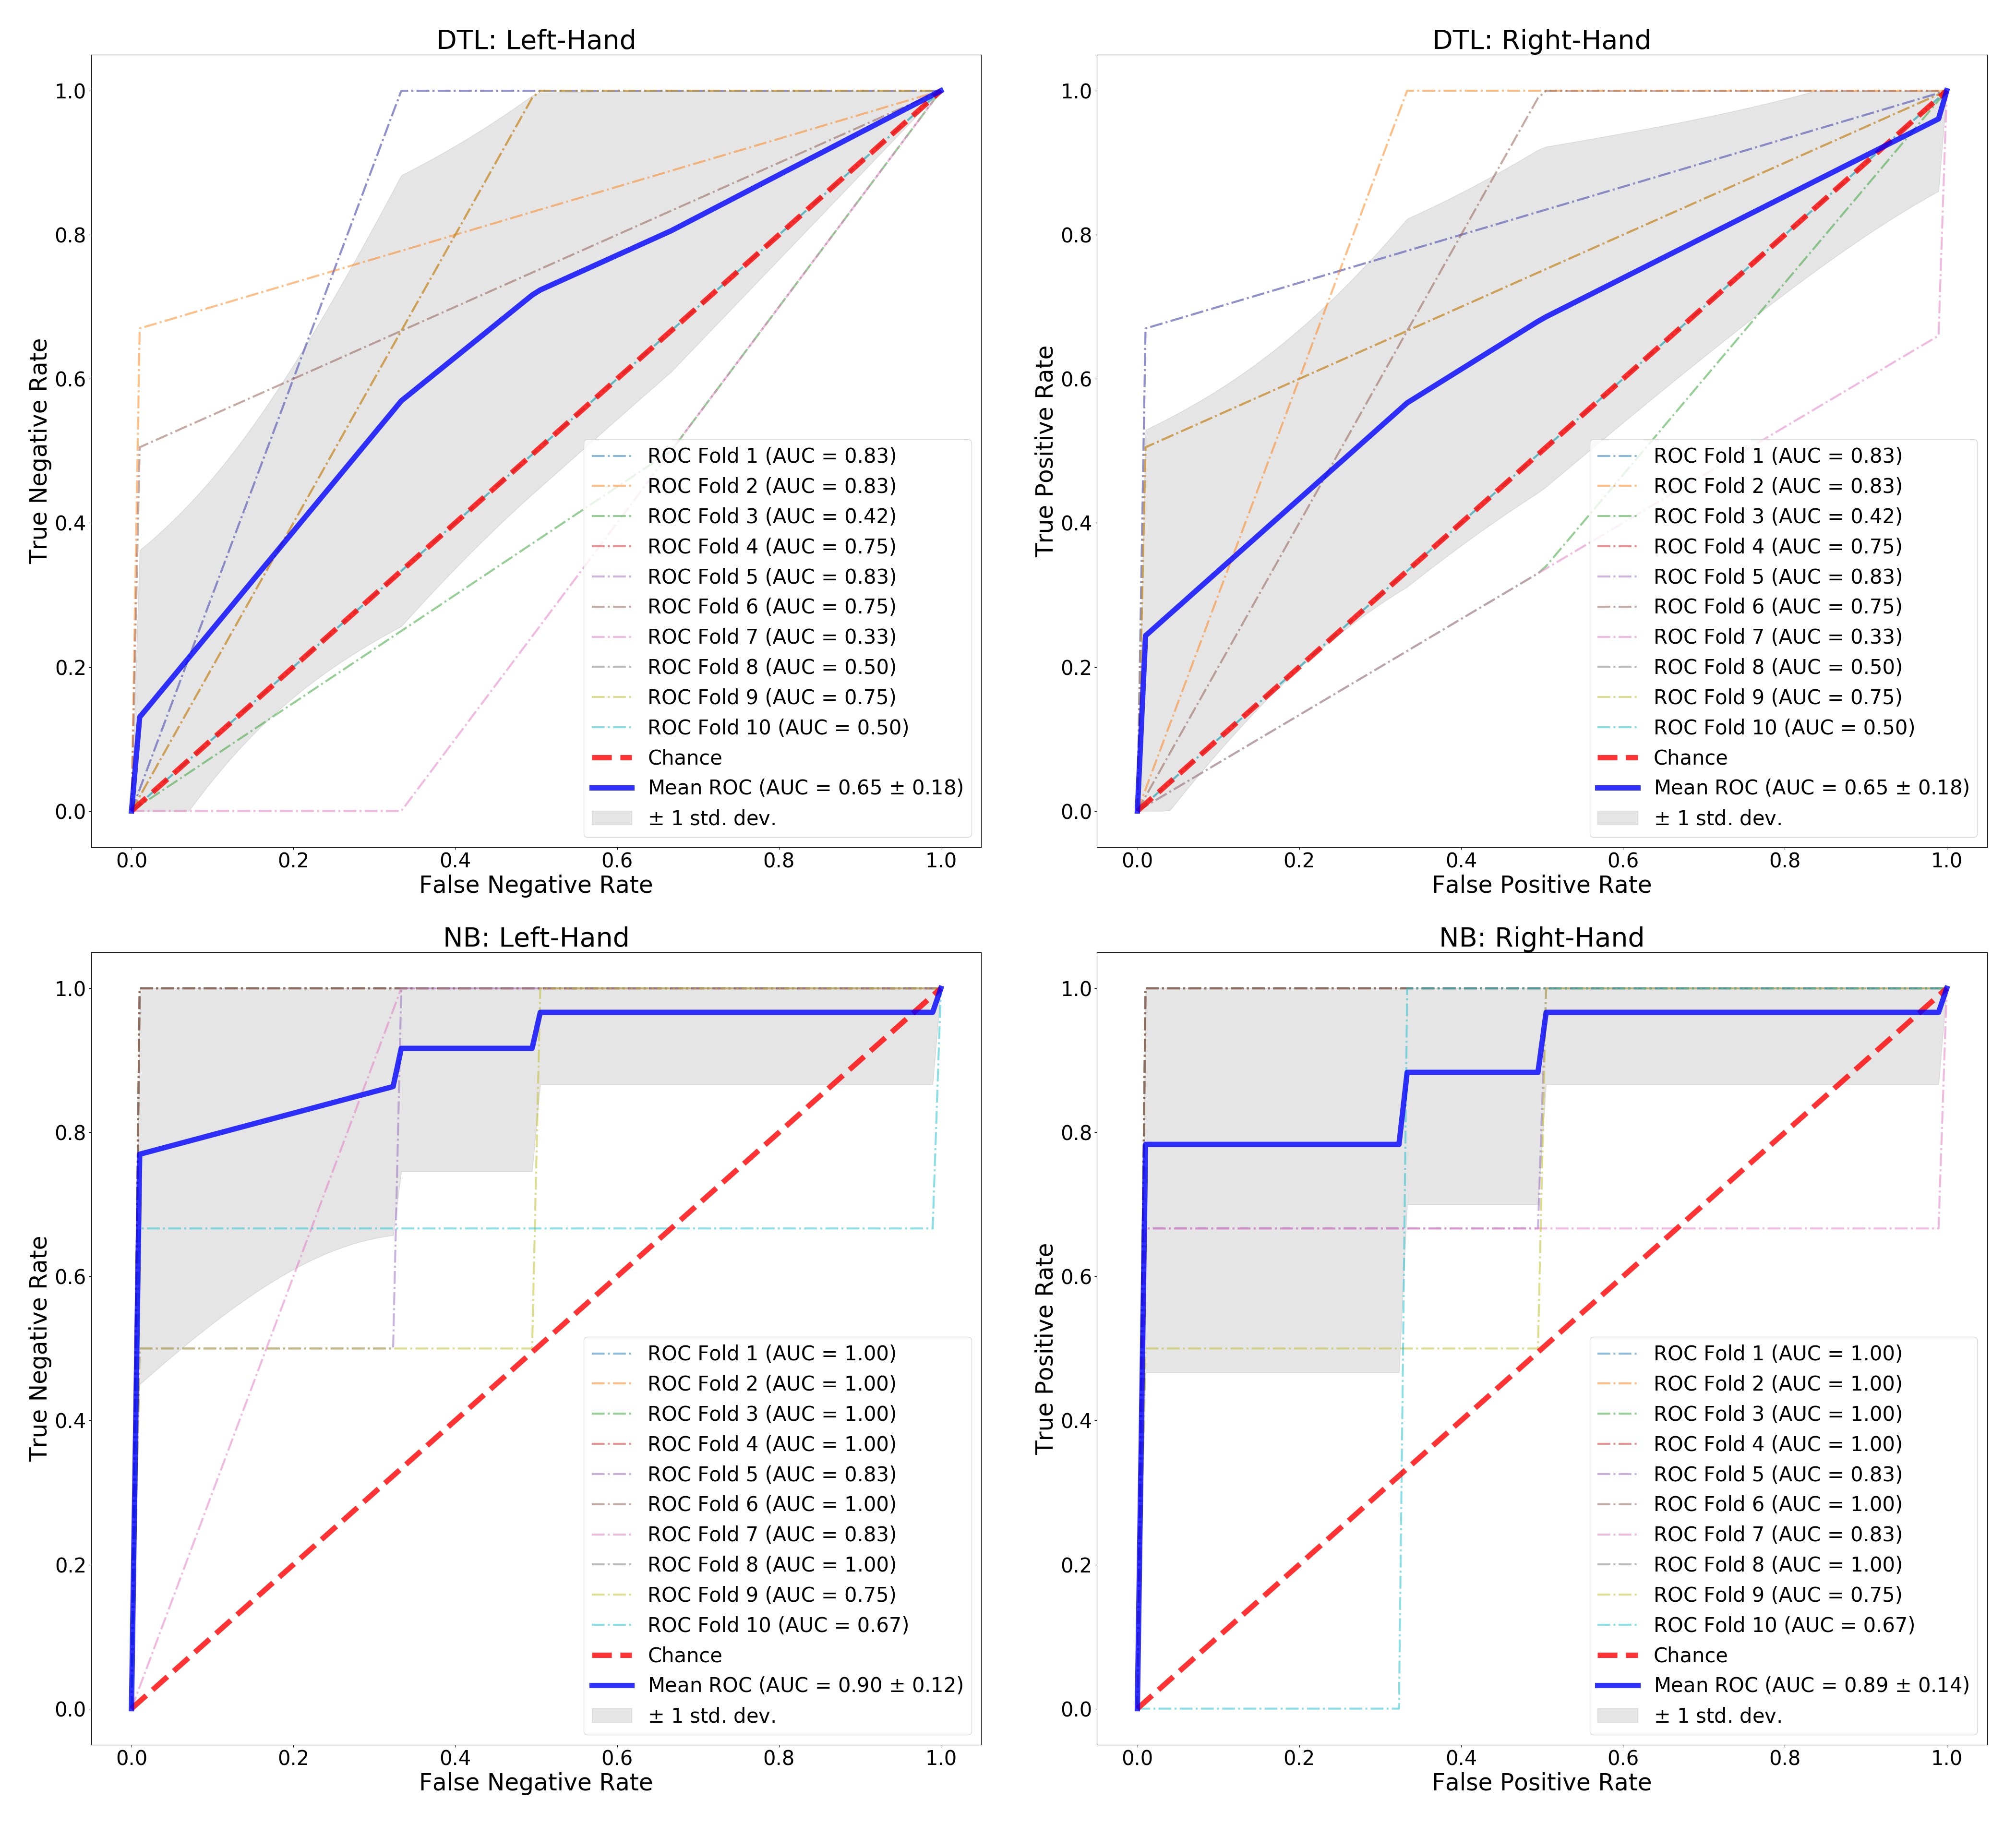 DTL: Left-Hand
True Negative Rate
1.0
0.8
0.6
0.4
0.2
0.0
ROC Fold 1 (AUC = 0.83)
ROC Fold 2 (AUC = 0.83)
ROC Fold 3 (AUC = 0.42)
ROC Fold 4 (AUC = 0.75)
ROC Fold 5 (AUC = 0.83)
ROC Fold 6 (AUC = 0.75)
ROC Fold 7 (AUC = 0.33)
ROC Fold 8 (AUC = 0.50)
ROC Fold 9 (AUC = 0.75)
ROC Fold 10 (AUC = 0.50)
Chance
Mean ROC (AUC = 0.65 ± 0.18)
± 1 std. dev.
0.0 0.2 0.4 0.6 0.8 1.0
False Negative Rate
DTL: Right-Hand
True Positive Rate
1.0
0.8
0.6
0.4
0.2
0.0
ROC Fold 1 (AUC = 0.83)
ROC Fold 2 (AUC = 0.83)
ROC Fold 3 (AUC = 0.42)
ROC Fold 4 (AUC = 0.75)
ROC Fold 5 (AUC = 0.83)
ROC Fold 6 (AUC = 0.75)
ROC Fold 7 (AUC = 0.33)
ROC Fold 8 (AUC = 0.50)
ROC Fold 9 (AUC = 0.75)
ROC Fold 10 (AUC = 0.50)
Chance
Mean ROC (AUC = 0.65 ± 0.18)
± 1 std. dev.
0.0 0.2 0.4 0.6 0.8 1.0
False Positive Rate
NB: Left-Hand
True Negative Rate
1.0
0.8
0.6
0.4
0.2
0.0
ROC Fold 1 (AUC = 1.00)
ROC Fold 2 (AUC = 1.00)
ROC Fold 3 (AUC = 1.00)
ROC Fold 4 (AUC = 1.00)
ROC Fold 5 (AUC = 0.83)
ROC Fold 6 (AUC = 1.00)
ROC Fold 7 (AUC = 0.83)
ROC Fold 8 (AUC = 1.00)
ROC Fold 9 (AUC = 0.75)
ROC Fold 10 (AUC = 0.67)
Chance
Mean ROC (AUC = 0.90 ± 0.12)
± 1 std. dev.
0.0 0.2 0.4 0.6 0.8 1.0
False Negative Rate
NB: Right-Hand
True Positive Rate
1.0
0.8
0.6
0.4
0.2
0.0
ROC Fold 1 (AUC = 1.00)
ROC Fold 2 (AUC = 1.00)
ROC Fold 3 (AUC = 1.00)
ROC Fold 4 (AUC = 1.00)
ROC Fold 5 (AUC = 0.83)
ROC Fold 6 (AUC = 1.00)
ROC Fold 7 (AUC = 0.83)
ROC Fold 8 (AUC = 1.00)
ROC Fold 9 (AUC = 0.75)
ROC Fold 10 (AUC = 0.67)
Chance
Mean ROC (AUC = 0.89 ± 0.14)
± 1 std. dev.
0.0 0.2 0.4 0.6 0.8 1.0
False Positive Rate